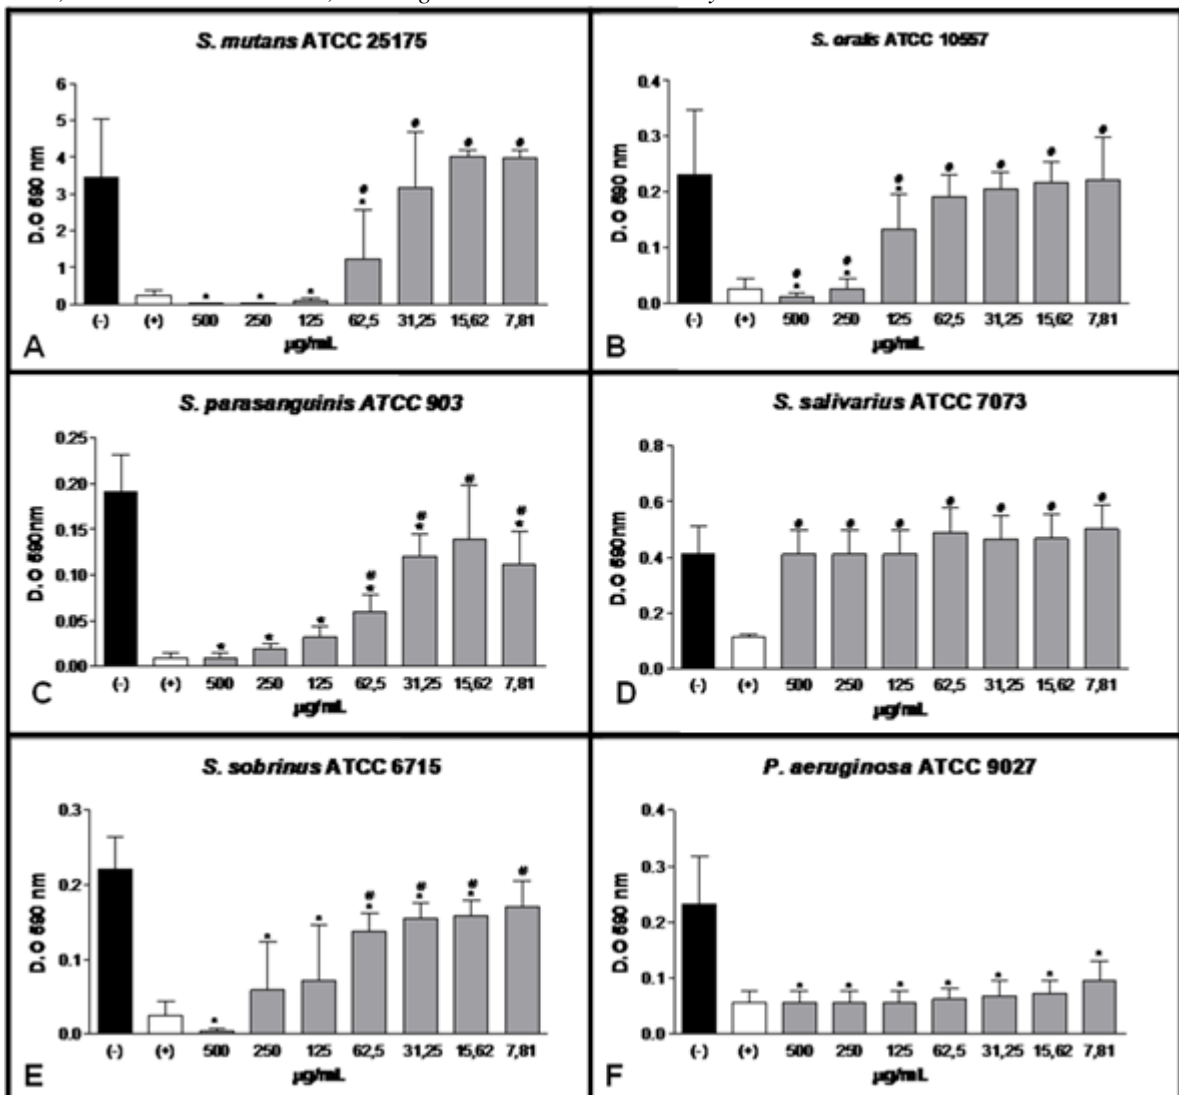 S. mutans ATCC 25175
D.O 590 nm
6
5
4
3
2
1
0
# # # # * * * *
(-) (+) 500 250 125 62,5 31,25 15,62 7,81
µg/mL
A
S. oralis ATCC 10557
D.O 590 nm
0.4
0.3
0.2
0.1
0.0
# * # * # * # # # #
(-) (+) 500 250 125 62,5 31,25 15,62 7,81
µg/mL
B
S. parasanguinis ATCC 903
D.O 590nm
0.25
0.20
0.15
0.10
0.05
0.00
* * * # * # * # # *
(-) (+) 500 250 125 62,5 31,25 15,62 7,81
µg/mL
C
S. salivarius ATCC 7073
D.O 590nm
0.8
0.6
0.4
0.2
0.0
# # # # # # #
(-) (+) 500 250 125 62,5 31,25 15,62 7,81
µg/mL
D
S. sobrinus ATCC 6715
D.O 590 nm
0.3
0.2
0.1
0.0
* * * # * # * # * #
(-) (+) 500 250 125 62,5 31,25 15,62 7,81
µg/mL
E
P. aeruginosa ATCC 9027
D.O 590 nm
0.4
0.3
0.2
0.1
0.0
* * * * * * *
(-) (+) 500 250 125 62,5 31,25 15,62 7,81
µg/mL
F